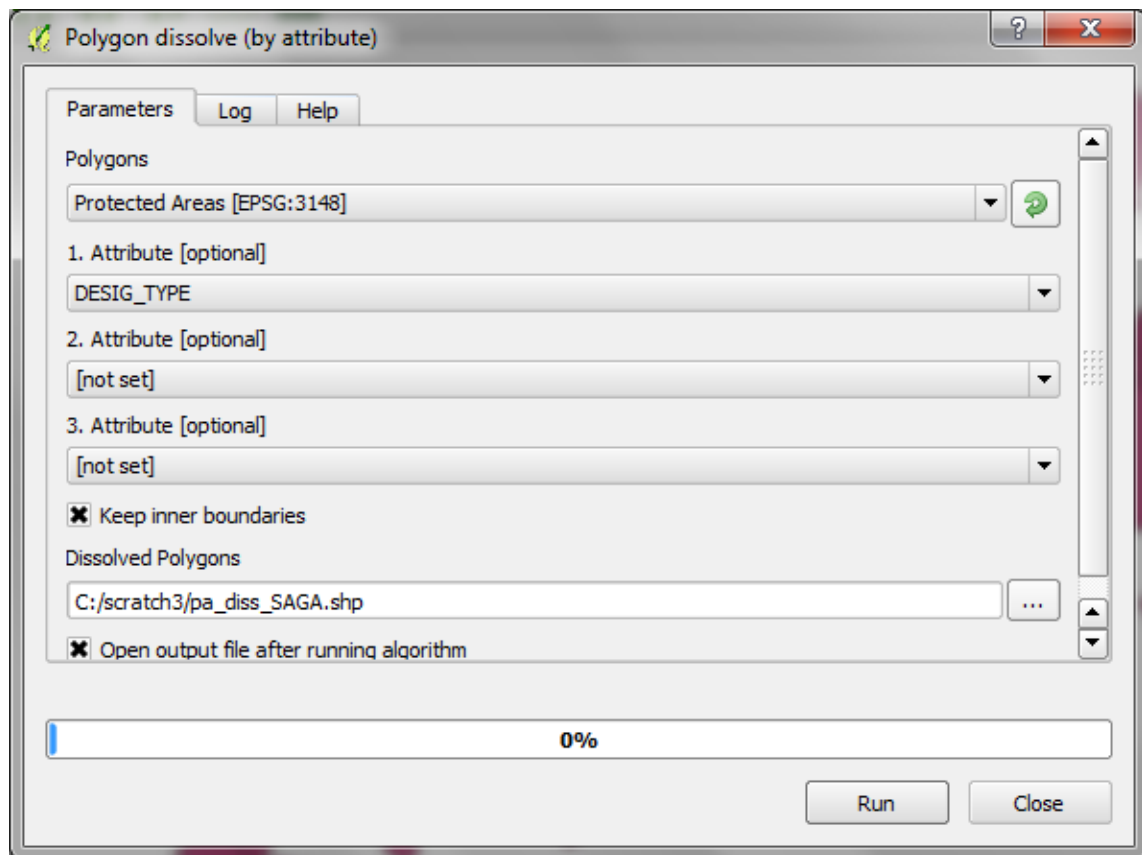 Polygon dissolve (by attribute)
Parameters Log Help
Polygons
Protected Areas [EPSG:3148]
1. Attribute [optional]
DESIG_TYPE
2. Attribute [optional]
[not set]
3. Attribute [optional]
[not set]
Keep inner boundaries
Dissolved Polygons
C:/scratch3/pa_diss_SAGA.shp
...
Open output file after running algorithm
0%
Run Close